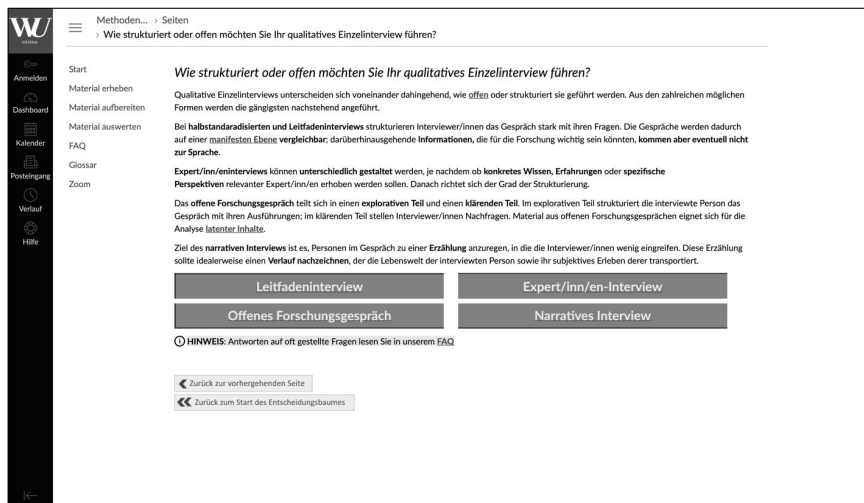 WU
VIENNA
Methoden... > Seiten
> Wie strukturiert oder offen möchten Sie Ihr qualitatives Einzelinterview führen?
Anmelden
Dashboard
Kalender
Posteingang
Verlauf
Hilfe
Start
Material erheben
Material aufbereiten
Material auswerten
FAQ
Glossar
Zoom
Wie strukturiert oder offen möchten Sie Ihr qualitatives Einzelinterview führen?
Qualitative Einzelinterviews unterscheiden sich voneinander dahingehend, wie offen oder strukturiert sie geführt werden. Aus den zahlreichen möglichen
Formen werden die gängigsten nachstehend angeführt.
Bei halbstandaradisierten und Leitfadeninterviews strukturieren Interviewer/innen das Gespräch stark mit ihren Fragen. Die Gespräche werden dadurch
auf einer manifesten Ebene vergleichbar; darüberhinausgehende Informationen, die für die Forschung wichtig sein könnten, kommen aber eventuell nicht
zur Sprache.
Expert/inn/eninterviews können unterschiedlich gestaltet werden, je nachdem ob konkretes Wissen, Erfahrungen oder spezifische
Perspektiven relevanter Expert/inn/en erhoben werden sollen. Danach richtet sich der Grad der Strukturierung.
Das offene Forschungsgespräch teilt sich in einen explorativen Teil und einen klärenden Teil. Im explorativen Teil strukturiert die interviewte Person das
Gespräch mit ihren Ausführungen; im klärenden Teil stellen Interviewer/innen Nachfragen. Material aus offenen Forschungsgesprächen eignet sich für die
Analyse latenter Inhalte.
Ziel des narrativen Interviews ist es, Personen im Gespräch zu einer Erzählung anzuregen, in die die Interviewer/innen wenig eingreifen. Diese Erzählung
sollte idealerweise einen Verlauf nachzeichnen, der die Lebenswelt der interviewten Person sowie ihr subjektives Erleben derer transportiert.
Leitfadeninterview
Expert/inn/en-Interview
Offenes Forschungsgespräch
Narratives Interview
HINWEIS: Antworten auf oft gestellte Fragen lesen Sie in unserem FAQ
Zurück zur vorhergehenden Seite
Zurück zum Start des Entscheidungsbaumes